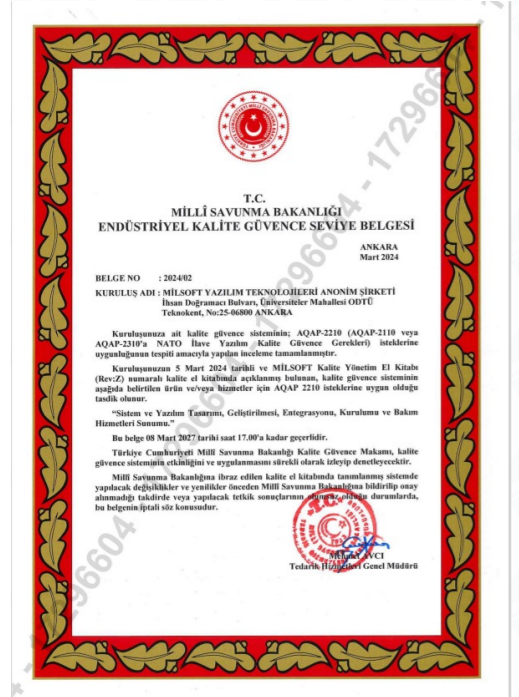 T.C.
MİLLÎ SAVUNMA BAKANLIĞI
ENDÜSTRİYEL KALİTE GÜVENCE SEVİYE BELGESİ
ANKARA
Mart 2024
BELGE NO : 2024/02
KURULUŞ ADI : MİLSOFT YAZILIM TEKNOLOJİLERİ ANONİM ŞİRKETİ
İhsan Doğramacı Bulvarı, Üniversiteler Mahallesi ODTÜ
Teknokent, No:25-06800 ANKARA
Kuruluşunuza ait kalite güvence sisteminin; AQAP-2210 (AQAP-2110 veya
AQAP-2310'a NATO İlave Yazılım Kalite Güvence Gerekleri) isteklerine
uygunluğunun tespiti amacıyla yapılan inceleme tamamlanmıştır.
Kuruluşunuzun 5 Mart 2024 tarihli ve MİLSOFT Kalite Yönetim El Kitabı
(Rev:Z) numaralı kalite el kitabında açıklanmış bulunan, kalite güvence sisteminin
aşağıda belirtilen ürün ve/veya hizmetler için AQAP 2210 isteklerine uygun olduğu
tasdik olunur.
"Sistem ve Yazılım Tasarımı, Geliştirilmesi, Entegrasyonu, Kurulumu ve Bakım
Hizmetleri Sunumu."
Bu belge 08 Mart 2027 tarihi saat 17.00'a kadar geçerlidir.
Türkiye Cumhuriyeti Millî Savunma Bakanlığı Kalite Güvence Makamı, kalite
güvence sisteminin etkinliğini ve uygulanmasını sürekli olarak izleyip denetleyecektir.
Millî Savunma Bakanlığına ibraz edilen kalite el kitabında tanımlanmış sistemde
yapılacak değişiklikler ve yenilikler önceden Millî Savunma Bakanlığına bildirilip onay
alınmadığı takdirde veya yapılacak tetkik sonuçlarının olumsuz olduğu durumlarda,
bu belgenin iptali söz konusudur.
AVCI
Tedarik Hizmetleri Genel Müdürü
17296604 - 17296604